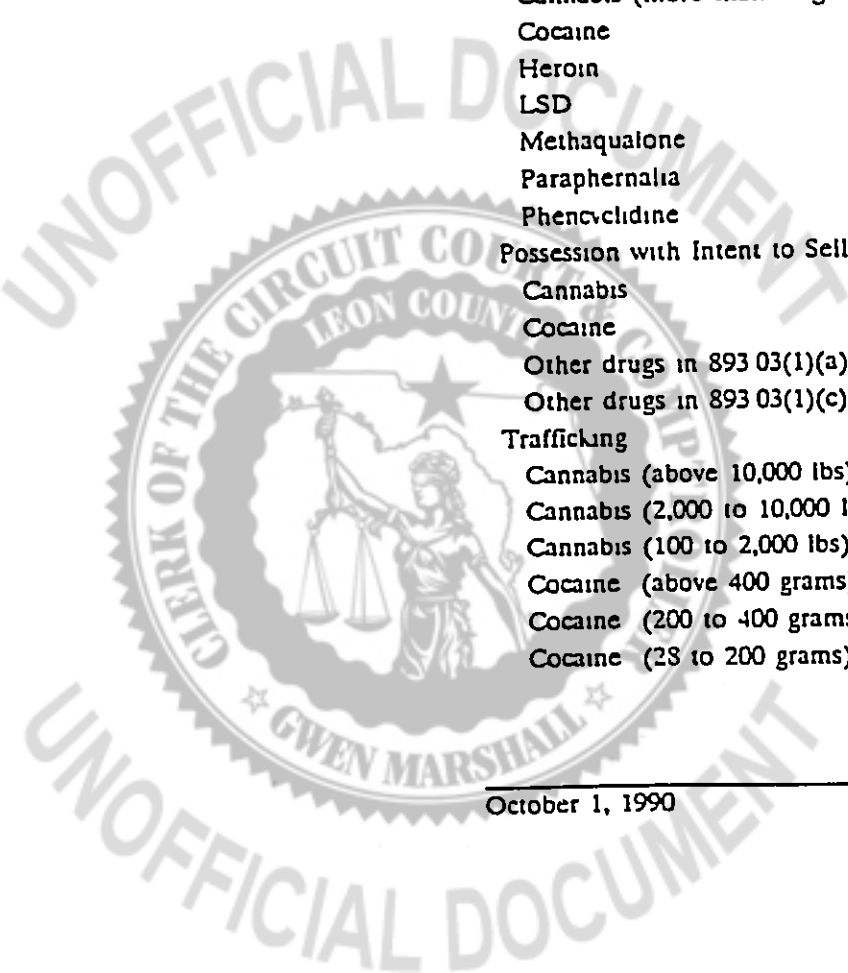 Cocaine
Heroin
LSD
Methaqualone
Paraphernalia
Phencyclidine
Possession with Intent to Sell
Cannabis
Cocaine
Other drugs in 893 03(1)(a)
Other drugs in 893 03(1)(c)
Trafficking
Cannabis (above 10,000 lbs)
Cannabis (2,000 to 10,000
Cannabis (100 to 2,000 lbs)
Cocaine (above 400 grams
Cocaine (200 to 400 grams
Cocaine (28 to 200 grams)
October 1, 1990
UNOFFICIAL DOCUMENT
CLERK OF THE CIRCUIT COURT & COMPTROLLER
LEON COUNTY
GWEN MARSHALL
UNOFFICIAL DOCUMENT